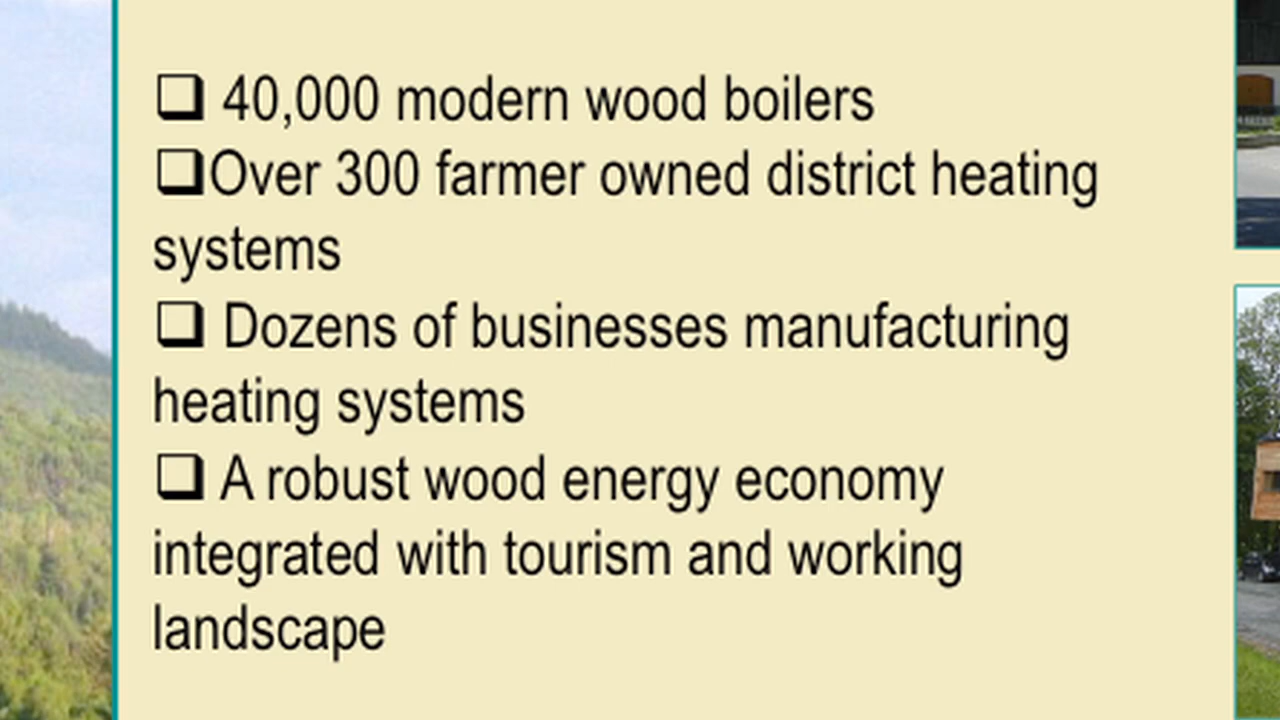 ❑ 40,000 modern wood boilers
❑Over 300 farmer owned district heating
systems
❑ Dozens of businesses manufacturing
heating systems
❑ A robust wood energy economy
integrated with tourism and working
landscape